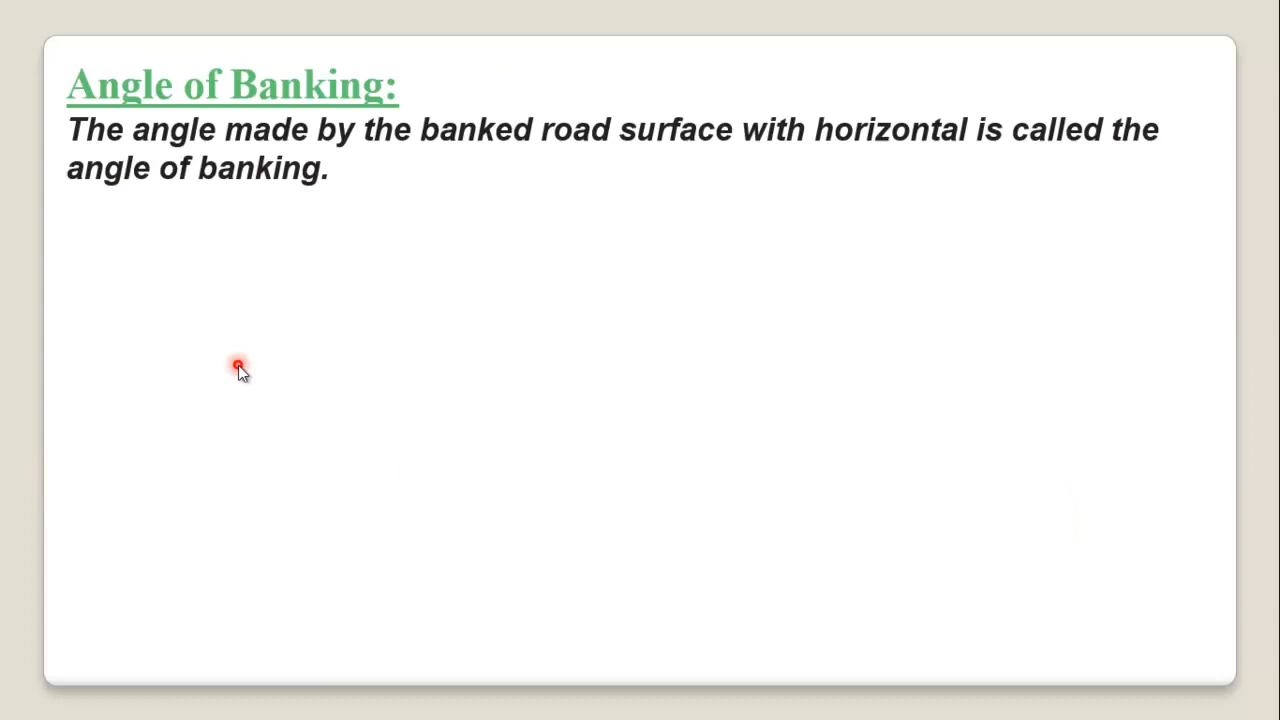 Angle of Banking:
The angle made by the banked road surface with horizontal is called the
angle of banking.